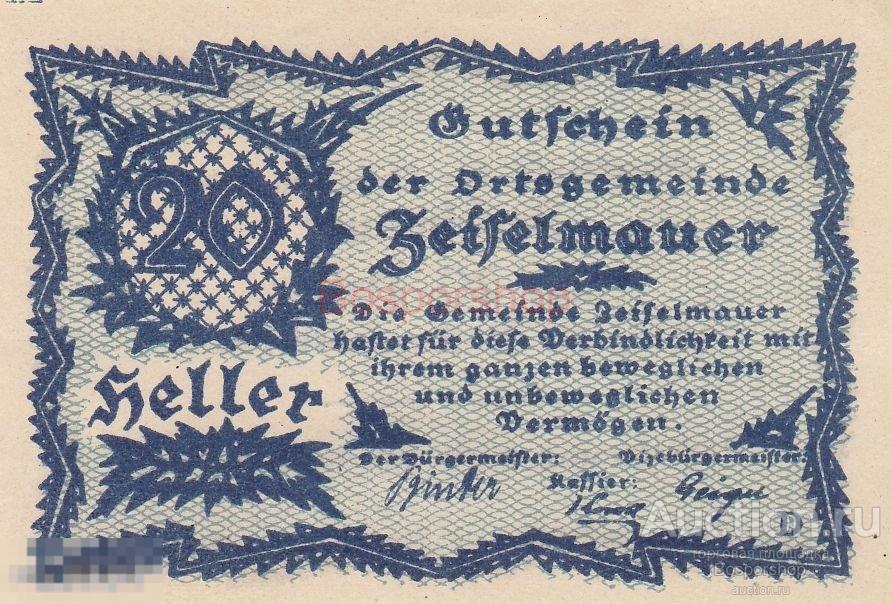 20
Heller
Gutschein
der Ortsgemeinde
Zeiselmauer
Die Gemeinde Zeiselmauer
haftet für diese Verbindlichkeit mit
ihrem ganzen beweglichen
und unbeweglichen
Vermögen.
Der Bürgermeister:
Kassier:
Vizebürgermeister:
Binder
D
Bosporshop
Auction.ru
торговая площадка
Bosporshop
auction.ru